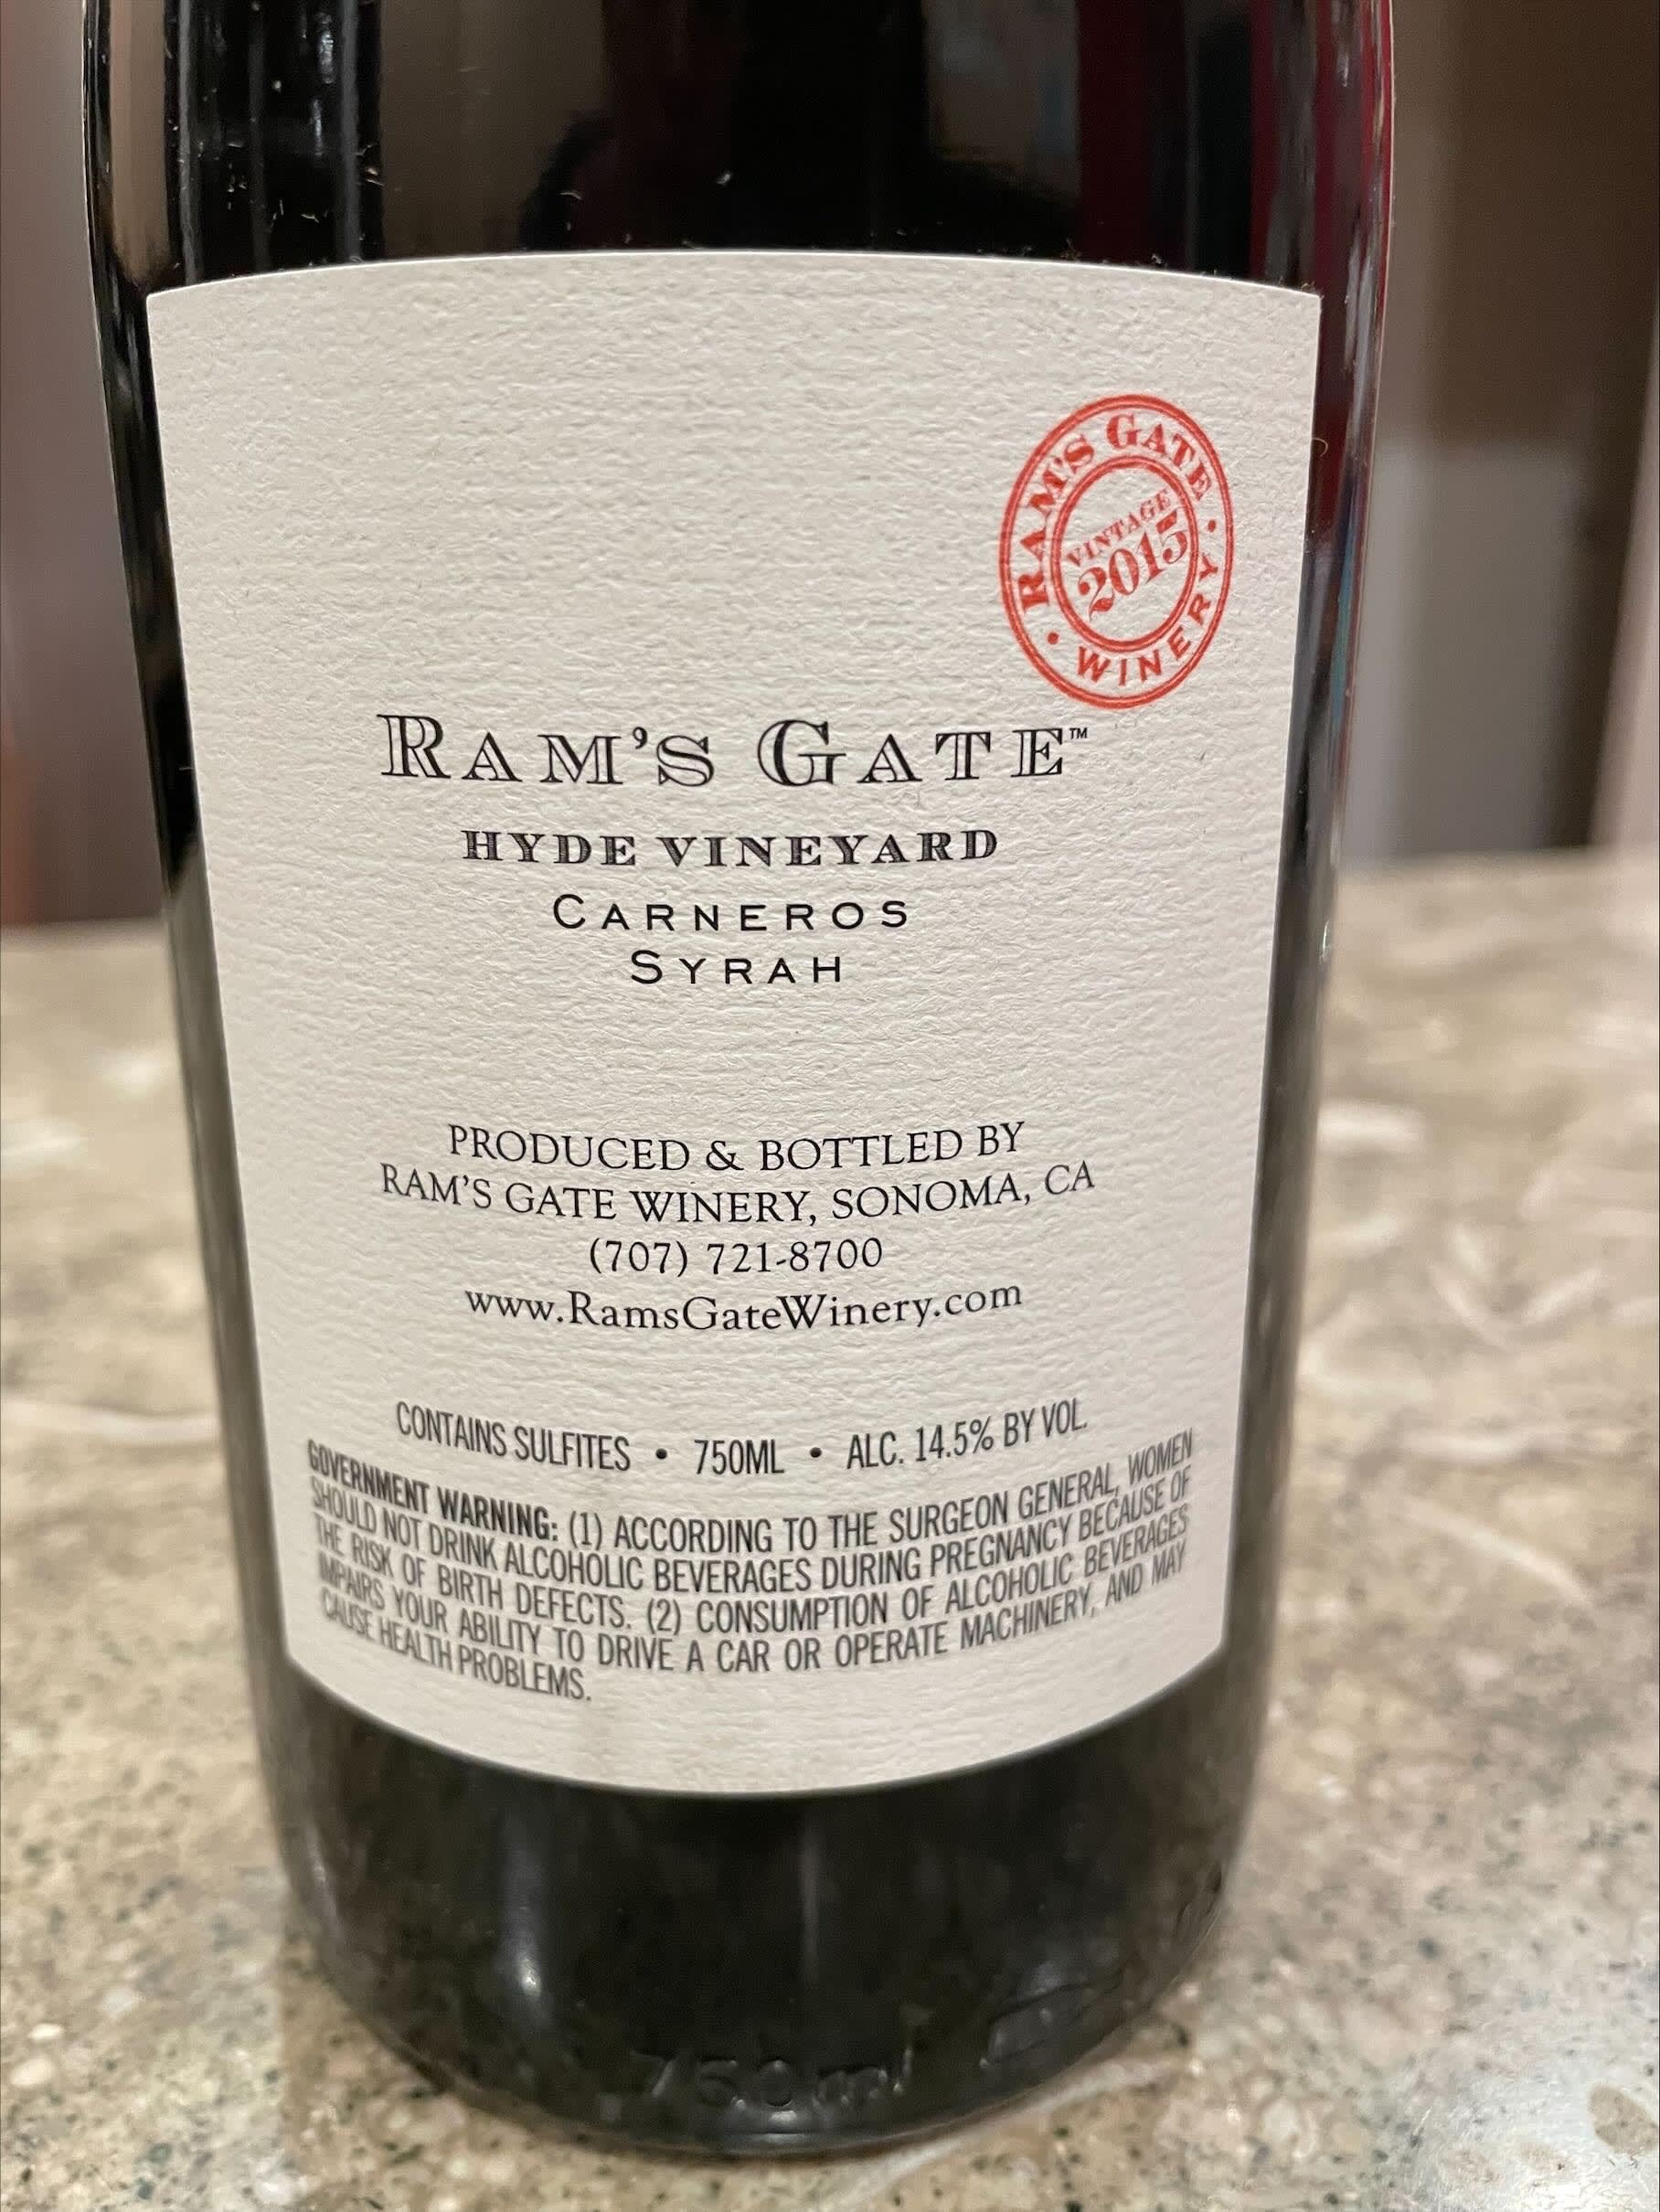 RAM'S GATE
VINTAGE
2015
WINERY
RAM'S GATE™
HYDE VINEYARD
CARNEROS
SYRAH
PRODUCED & BOTTLED BY
RAM'S GATE WINERY, SONOMA, CA
(707) 721-8700
www.RamsGateWinery.com
CONTAINS SULFITES • 750ML • ALC. 14.5% BY VOL.
GOVERNMENT WARNING: (1) ACCORDING TO THE SURGEON GENERAL, WOMEN
SHOULD NOT DRINK ALCOHOLIC BEVERAGES DURING PREGNANCY BECAUSE OF
THE RISK OF BIRTH DEFECTS. (2) CONSUMPTION OF ALCOHOLIC BEVERAGES
IMPAIRS YOUR ABILITY TO DRIVE A CAR OR OPERATE MACHINERY, AND MAY
CAUSE HEALTH PROBLEMS.
750ml